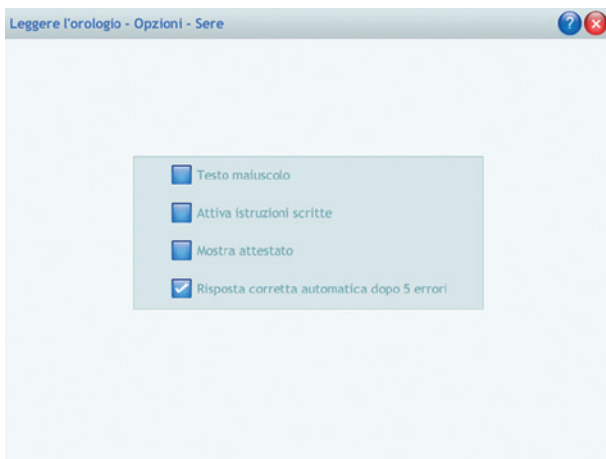 Leggere l'orologio - Opzioni - Sere
?
Testo maiuscolo
Attiva istruzioni scritte
Mostra attestato
Risposta corretta automatica dopo 5 errori